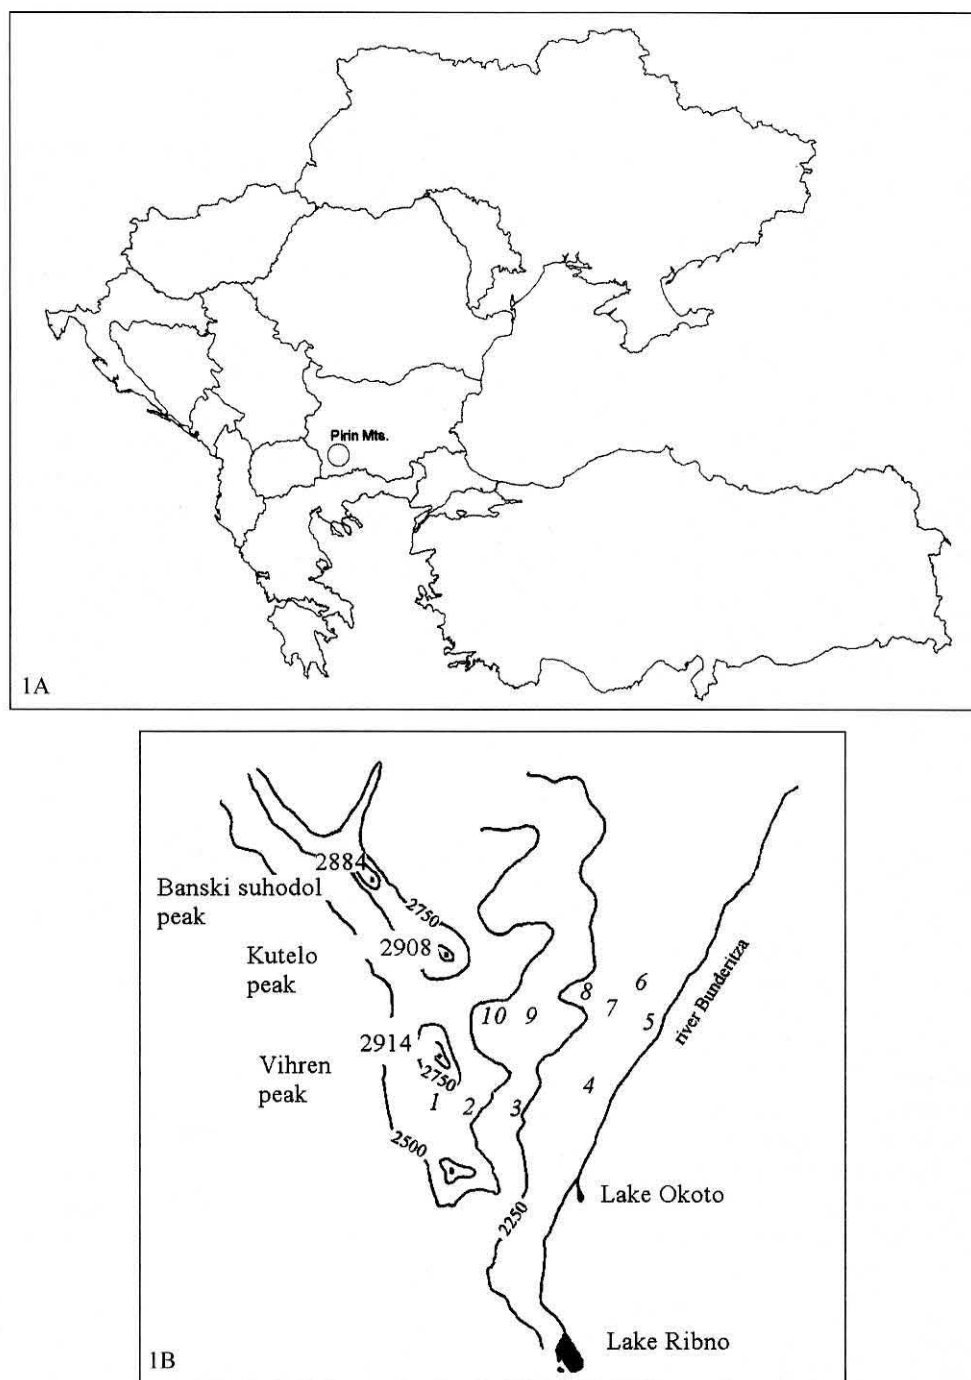 Pirin Mts.
1A
2884
Banski suhodol
peak
2750
2908
Kutelo
peak
2914
Vihren
peak
2750
10
9
8
7
6
5
4
3
2
1
river Bunderitza
2500
2250
Lake Okoto
Lake Ribno
1B